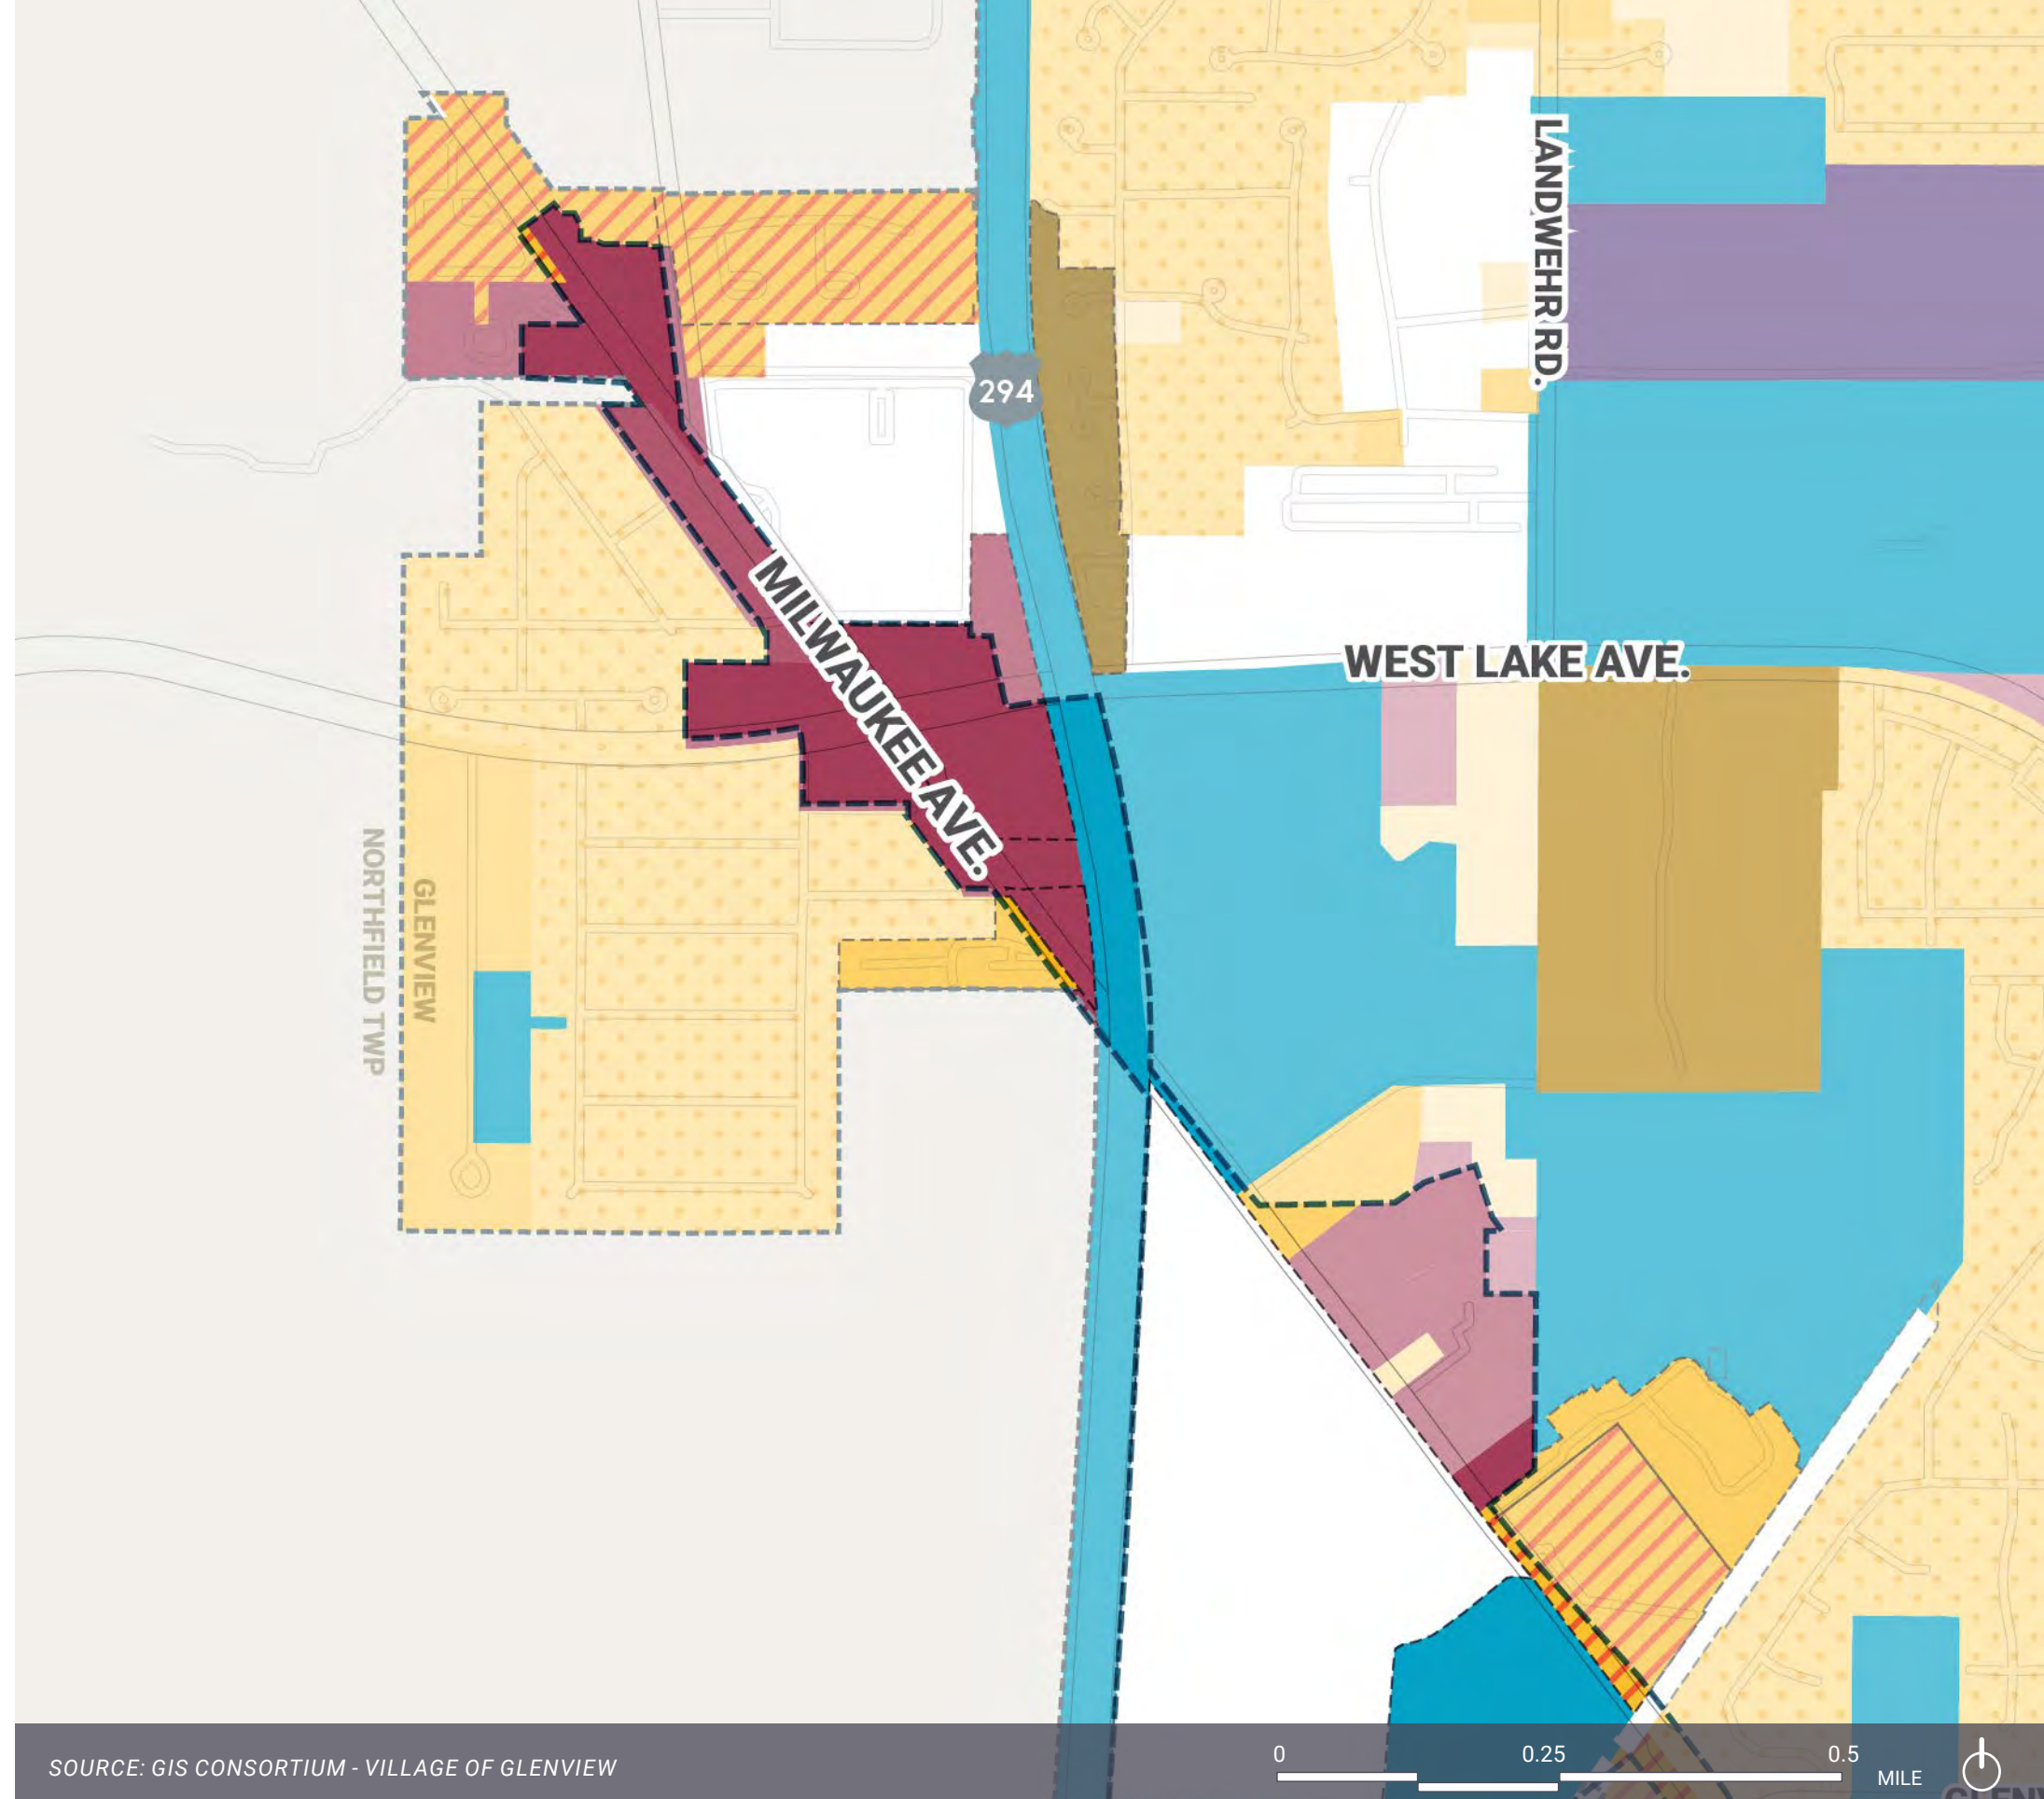 LANDWEHR RD.
294
MILWAUKEE AVE.
WEST LAKE AVE.
NORTHFIELD TWP
GLENVIEW
SOURCE: GIS CONSORTIUM - VILLAGE OF GLENVIEW
0
0.25
0.5
MILE